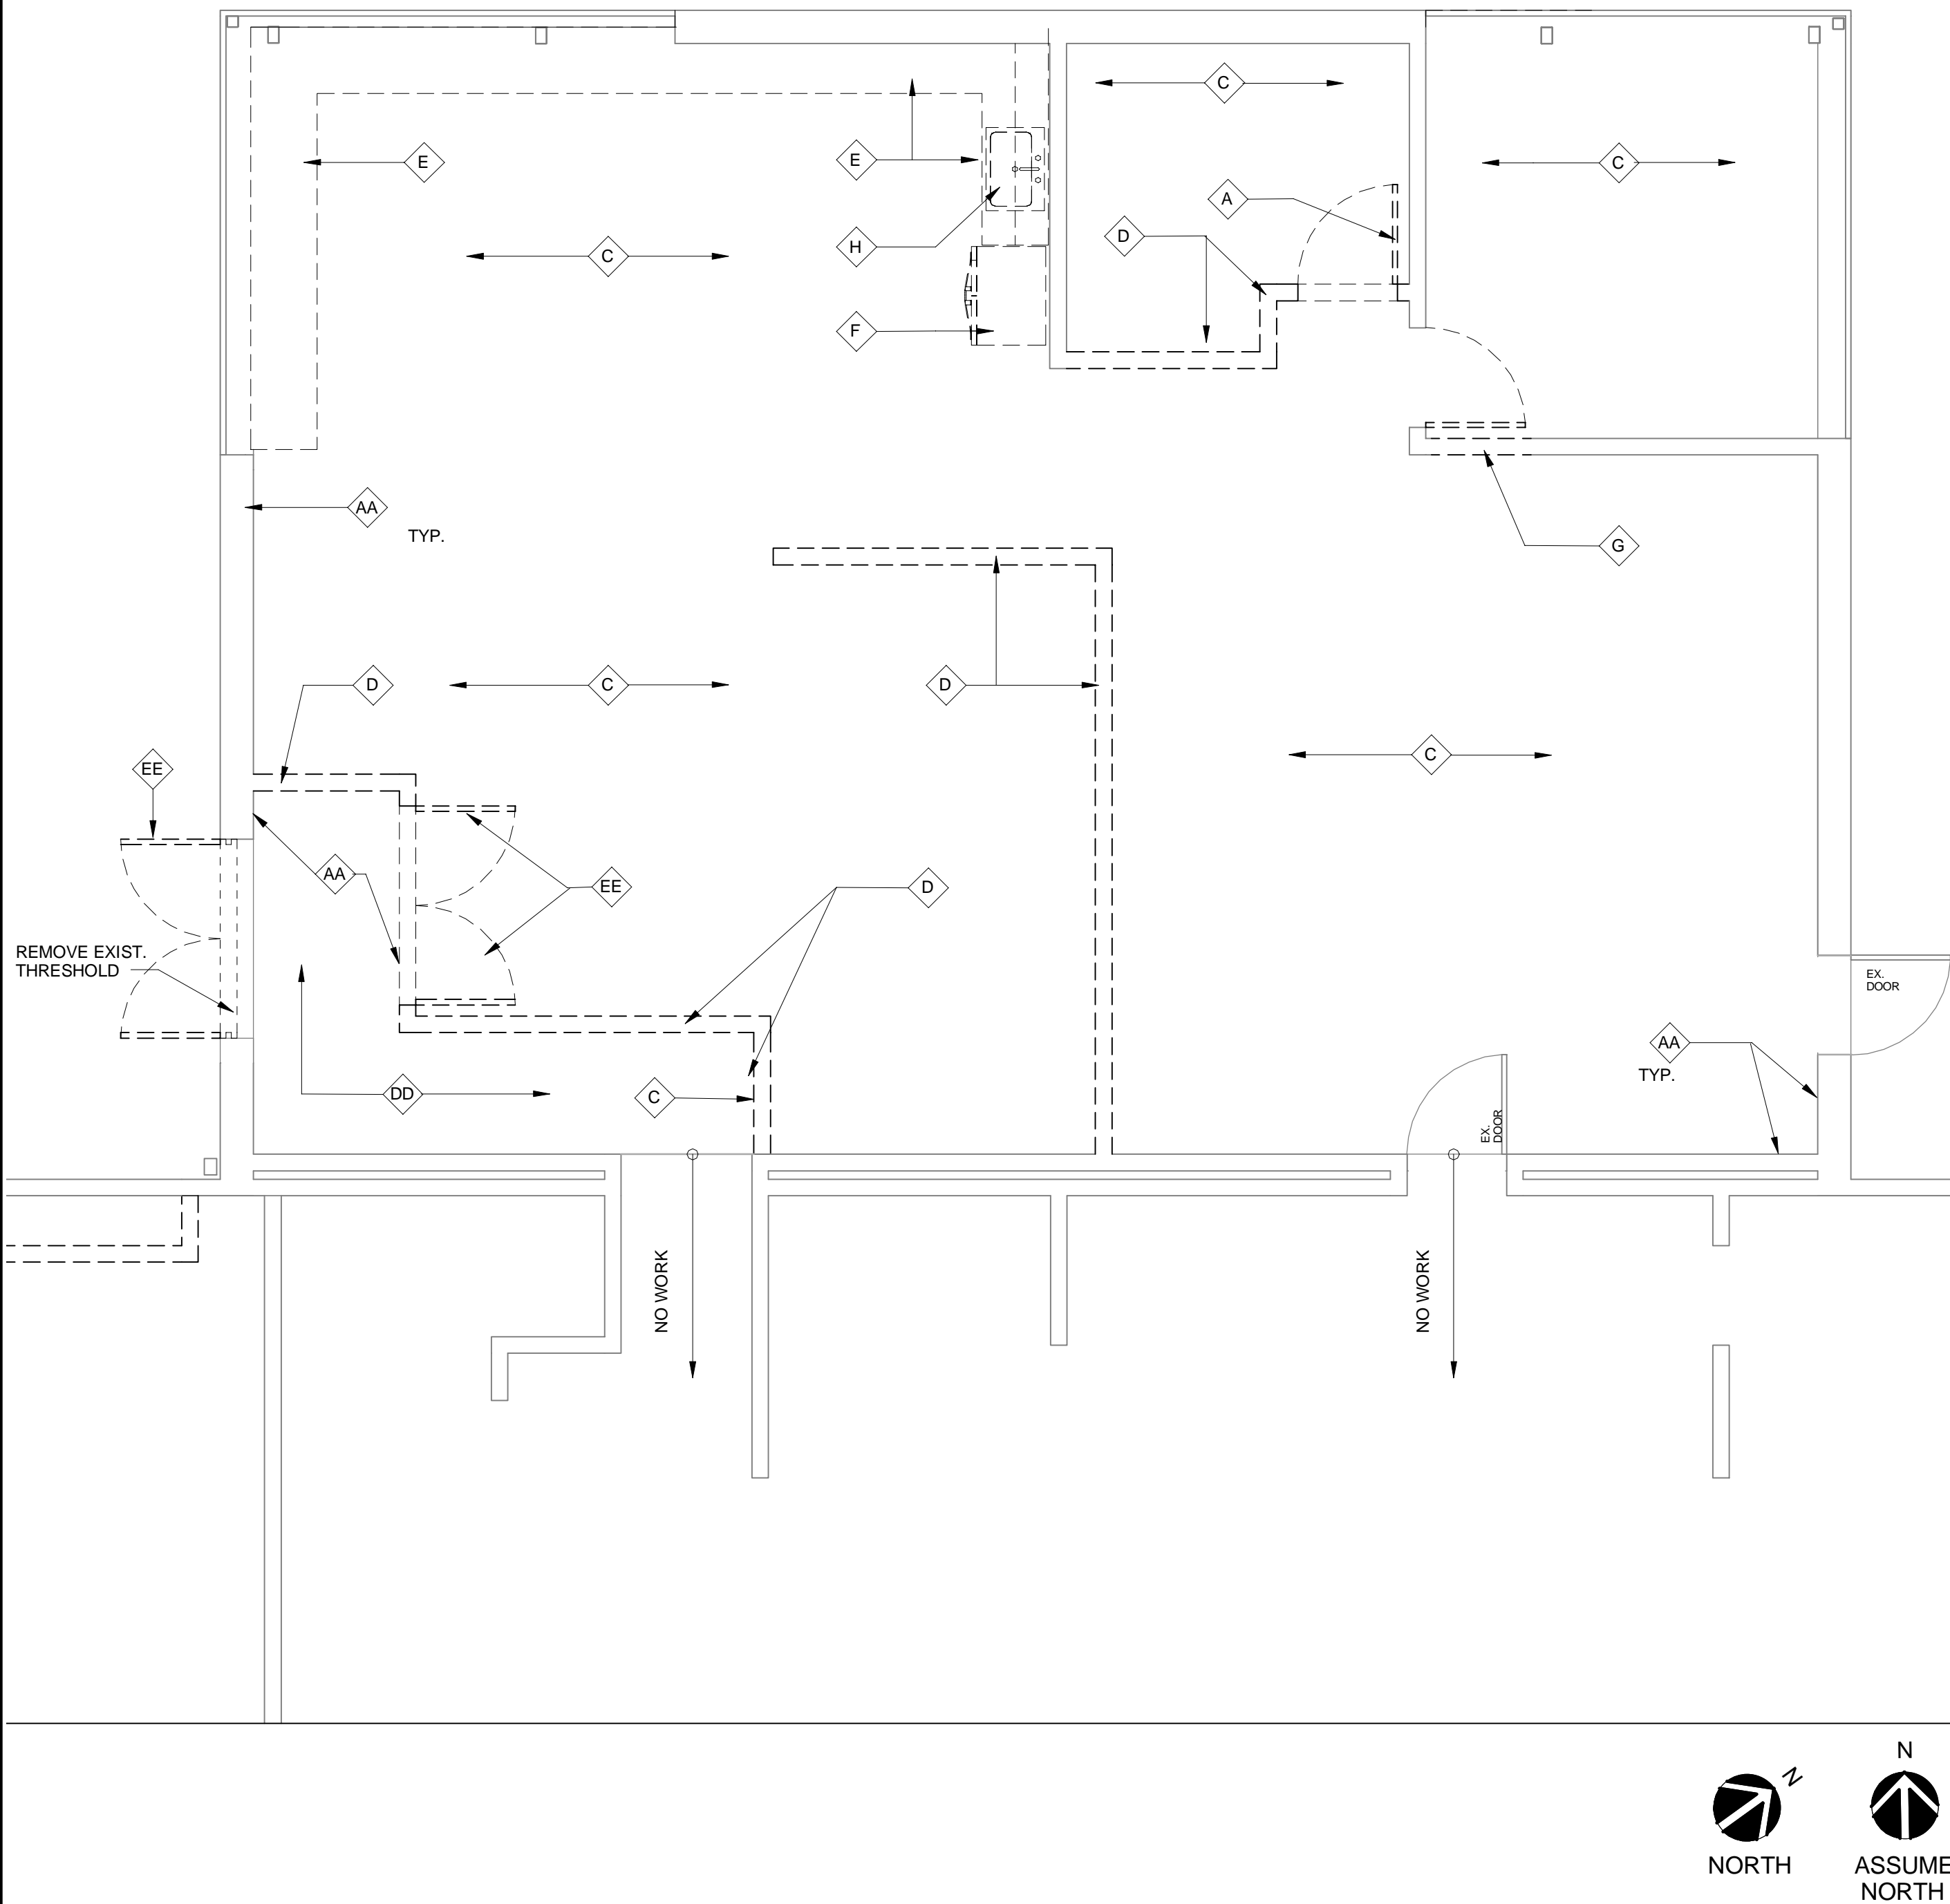 C
E
E
C
A
D
H
C
F
AA
TYP.
G
D
C
D
C
EE
AA
EE
D
REMOVE EXIST.
THRESHOLD
EX.
DOOR
AA
TYP.
DD
C
EX.
DOOR
NO WORK
NO WORK
N
N
NORTH
ASSUME
NORTH